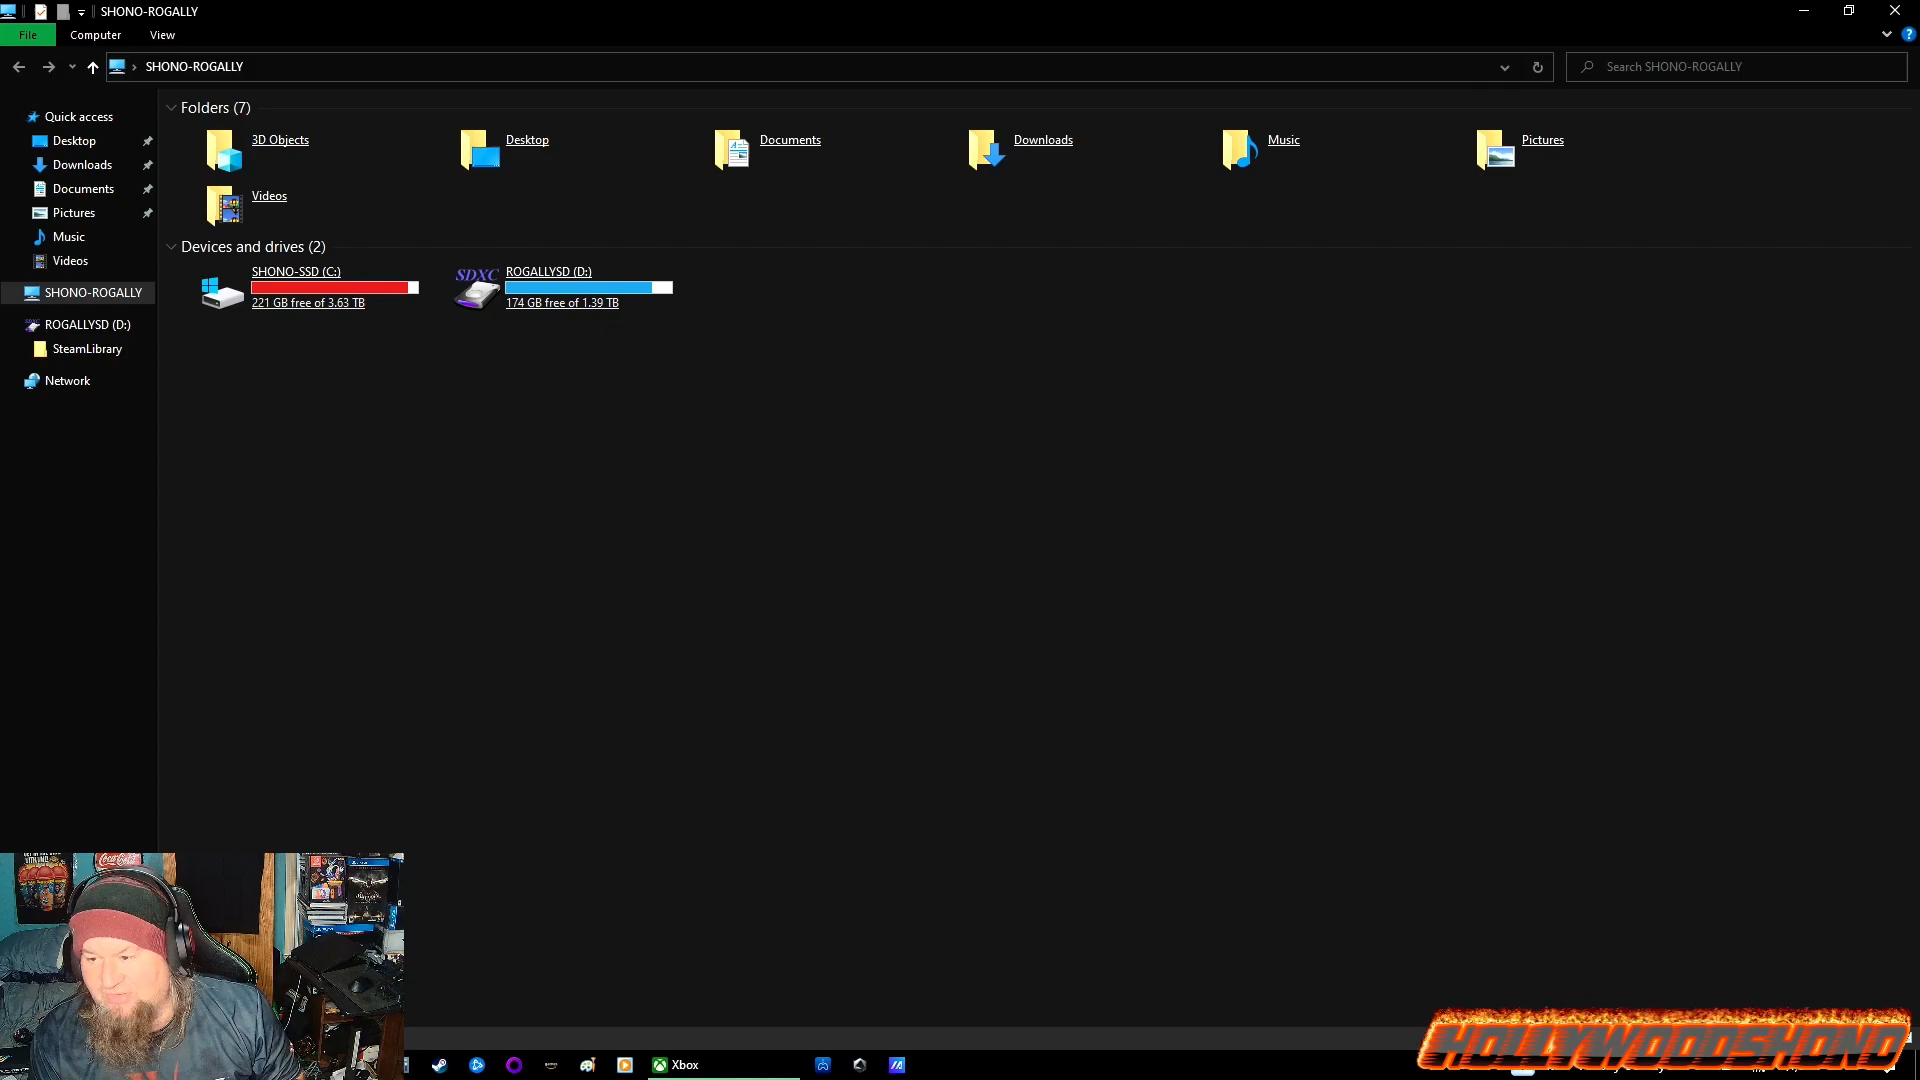 SHONO-ROGALLY
File
Computer
View
SHONO-ROGALLY
Search SHONO-ROGALLY
Quick access
Desktop
Downloads
Documents
Pictures
Music
Videos
SHONO-ROGALLY
ROGALLYSD (D:)
SteamLibrary
Network
Folders (7)
3D Objects
Desktop
Documents
Downloads
Music
Pictures
Videos
Devices and drives (2)
SHONO-SSD (C:)
221 GB free of 3.63 TB
SDXC
ROGALLYSD (D:)
174 GB free of 1.39 TB
Coca-Cola
Xbox
HOLLYWOODSHONO